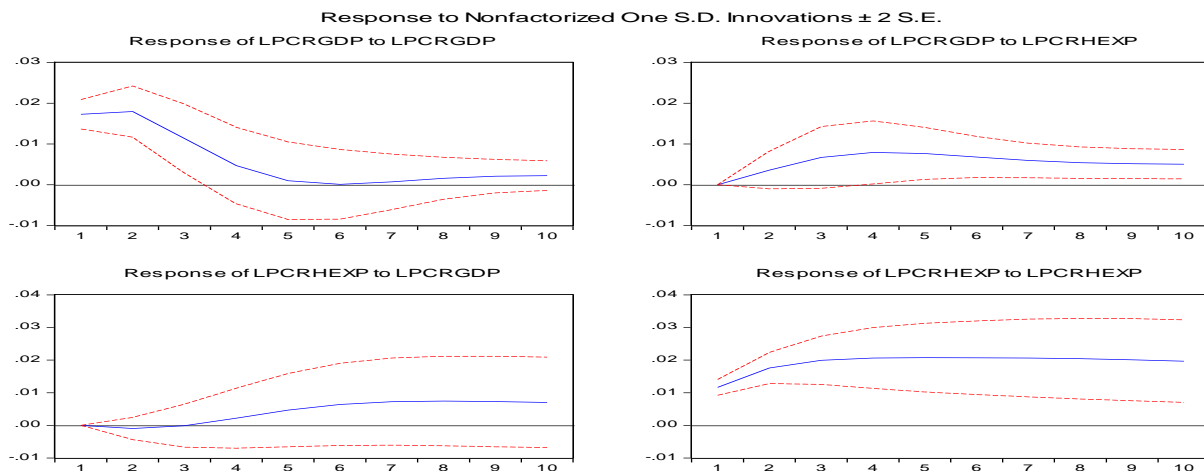 Response to Nonfactorized One S.D. Innovations ± 2 S.E.
Response of LPCRGDP to LPCRGDP
.03
.02
.01
.00
-.01
1 2 3 4 5 6 7 8 9 10
Response of LPCRGDP to LPCRHEXP
.03
.02
.01
.00
-.01
1 2 3 4 5 6 7 8 9 10
Response of LPCRHEXP to LPCRGDP
.04
.03
.02
.01
.00
-.01
1 2 3 4 5 6 7 8 9 10
Response of LPCRHEXP to LPCRHEXP
.04
.03
.02
.01
.00
-.01
1 2 3 4 5 6 7 8 9 10